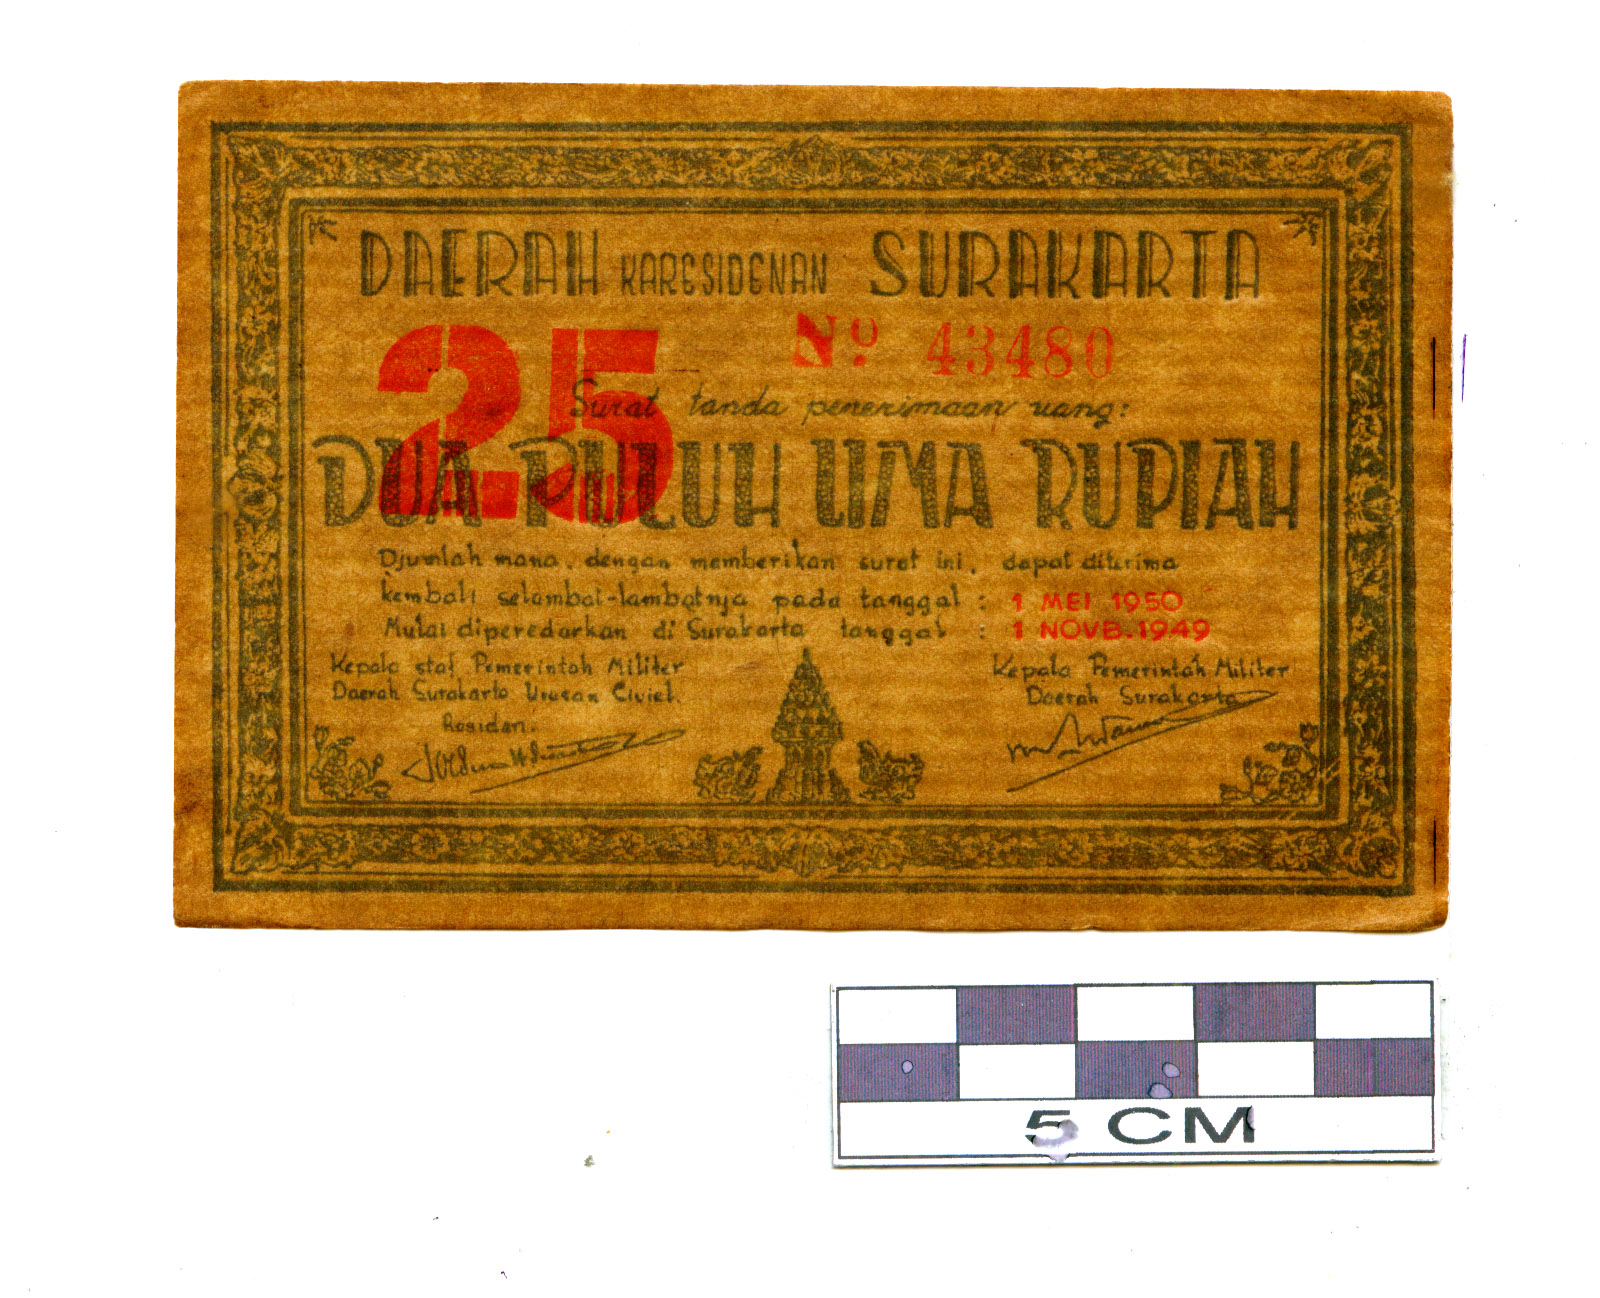 DAERAH KARESIDENAN SURAKARTA
25
Nº 43480
Surat tanda penerimaan uang:
DUA PULUH LIMA RUPIAH
Djumlah mana, dengan memberikan surat ini, dapat diterima
kembali selambat-lambatnja pada tanggal : 1 MEI 1950
Mulai diperedarkan di Surakarta tanggal : 1 NOVB.1949
Kepala staf Pemerintah Militer
Daerah Surakarta Urusan Civiel.
Residen.
Kepala Pemerintah Militer
Daerah Surakarta
5 CM